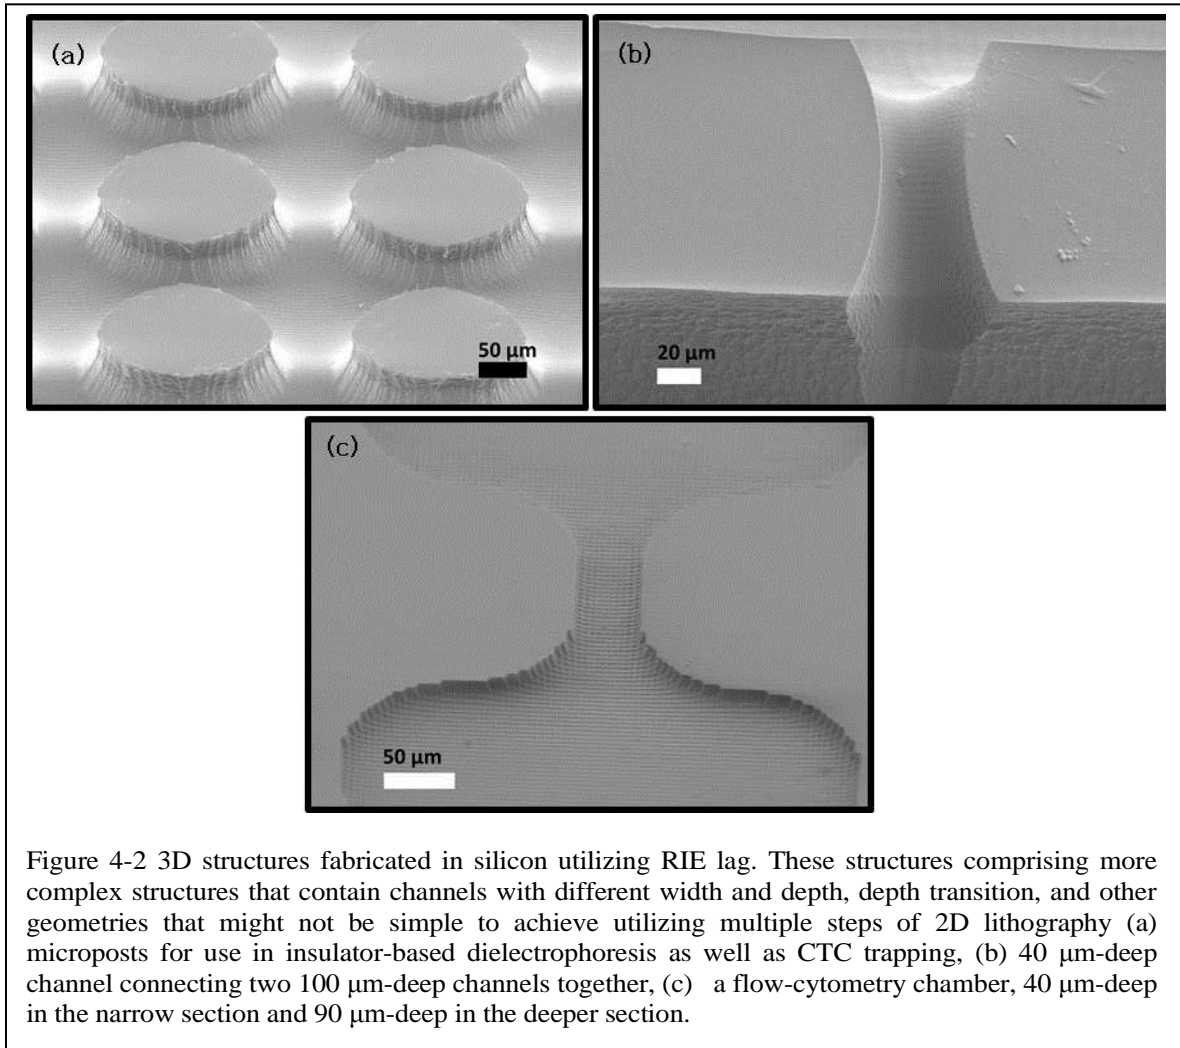 (a)
(b)
50 μm
20 μm
(c)
50 μm
Figure 4-2 3D structures fabricated in silicon utilizing RIE lag. These structures comprising more
complex structures that contain channels with different width and depth, depth transition, and other
geometries that might not be simple to achieve utilizing multiple steps of 2D lithography (a)
microposts for use in insulator-based dielectrophoresis as well as CTC trapping, (b) 40 μm-deep
channel connecting two 100 μm-deep channels together, (c) a flow-cytometry chamber, 40 μm-deep
in the narrow section and 90 μm-deep in the deeper section.